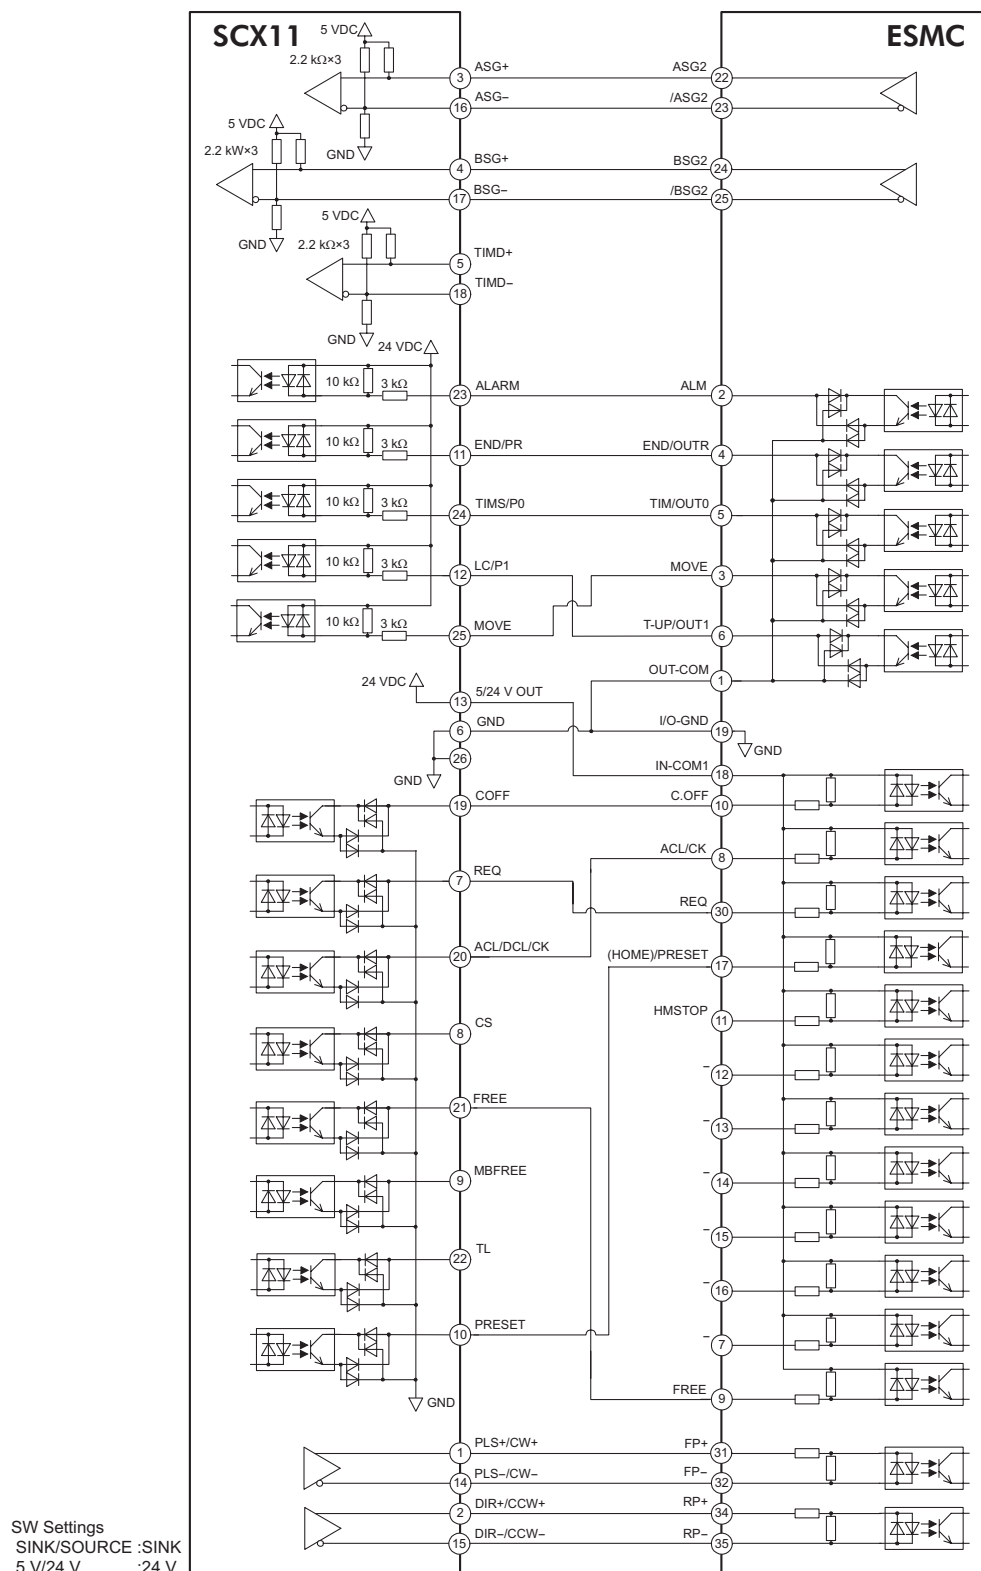 SCX11
ESMC
5 VDC
2.2 kΩ×3
3 ASG+ ASG2 22
16 ASG− /ASG2 23
GND
5 VDC
2.2 kW×3
4 BSG+ BSG2 24
17 BSG− /BSG2 25
GND
5 VDC
2.2 kΩ×3
5 TIMD+
18 TIMD−
GND
24 VDC
10 kΩ 3 kΩ 23 ALARM ALM 2
10 kΩ 3 kΩ 11 END/PR END/OUTR 4
10 kΩ 3 kΩ 24 TIMS/P0 TIM/OUT0 5
10 kΩ 3 kΩ 12 LC/P1 MOVE 3
10 kΩ 3 kΩ 25 MOVE T-UP/OUT1 6
OUT-COM 1
24 VDC 13 5/24 V OUT
6 GND I/O-GND 19
GND
26
GND
IN-COM1 18
19 COFF C.OFF 10
ACL/CK 8
7 REQ REQ 30
20 ACL/DCL/CK (HOME)/PRESET 17
HMSTOP 11
8 CS
− 12
21 FREE
− 13
9 MBFREE − 14
− 15
22 TL
− 16
10 PRESET − 7
FREE 9
GND
1 PLS+/CW+ FP+ 31
14 PLS−/CW− FP− 32
2 DIR+/CCW+ RP+ 34
15 DIR−/CCW− RP− 35
SW Settings
SINK/SOURCE :SINK
5 V/24 V :24 V